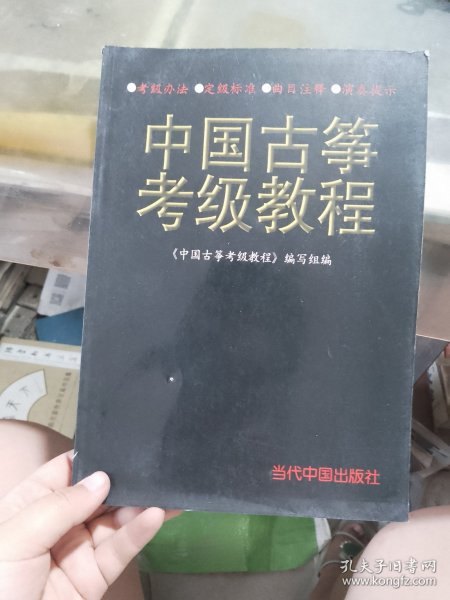 ●考级办法 ●定级标准 ●曲目注释 ●演奏提示
中国古筝
考级教程
《中国古筝考级教程》编写组编
当代中国出版社
孔夫子旧书网
www.kongfz.com